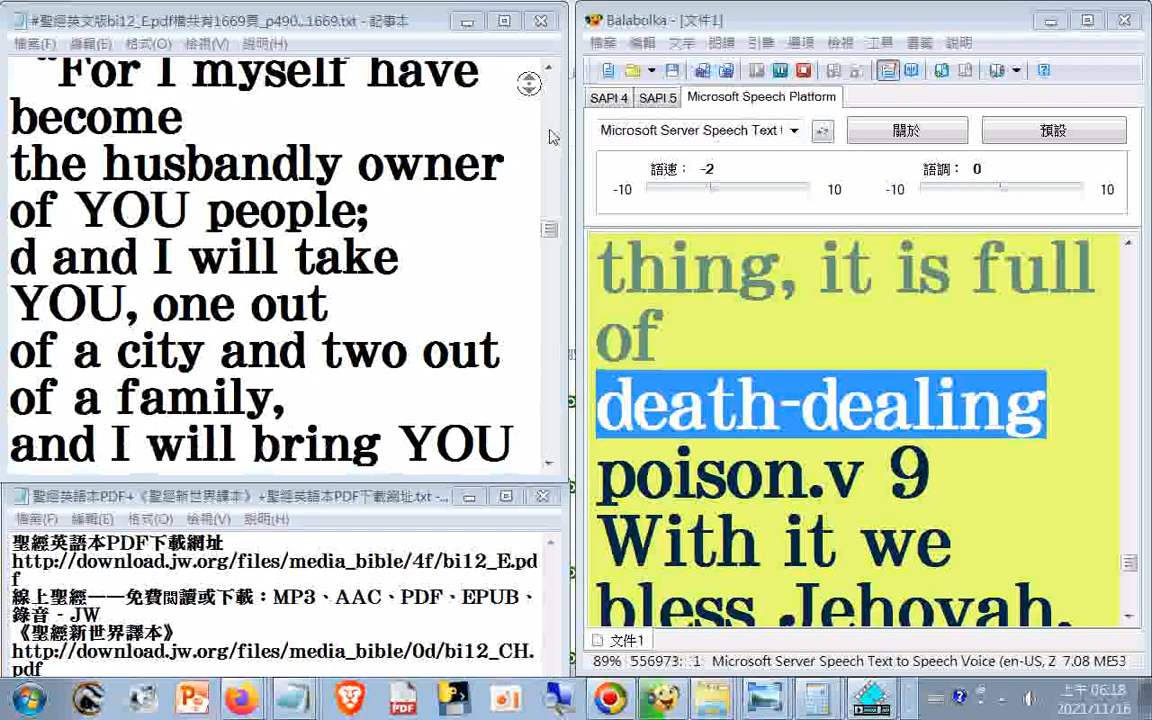 #聖經英文版bi12_E.pdf檔共有1669頁_p490...1669.txt - 記事本
檔案(F) 編輯(E) 格式(O) 檢視(V) 說明(H)
“For I myself have
become
the husbandly owner
of YOU people;
d and I will take
YOU, one out
of a city and two out
of a family,
and I will bring YOU
聖經英語本PDF+《聖經新世界譯本》+聖經英語本PDF下載網址.txt -...
檔案(F) 編輯(E) 格式(O) 檢視(V) 說明(H)
聖經英語本PDF下載網址
http://download.jw.org/files/media_bible/4f/bi12_E.pd
f
線上聖經——免費閱讀或下載：MP3、AAC、PDF、EPUB、
錄音 - JW
《聖經新世界譯本》
http://download.jw.org/files/media_bible/0d/bi12_CH.
pdf
Balabolka - [文件1]
檔案 編輯 文字 朗讀 引擎 選項 檢視 工具 書籤 說明
SAPI 4 SAPI 5 Microsoft Speech Platform
Microsoft Server Speech Text 關於 預設
語速： -2 語調： 0
-10 10 -10 10
thing, it is full
of
death-dealing
poison.v 9
With it we
bless Jehovah,
文件1
89% 556973: 1 Microsoft Server Speech Text to Speech Voice (en-US, Z 7.08 ME53
上午 06:18
2021/11/16